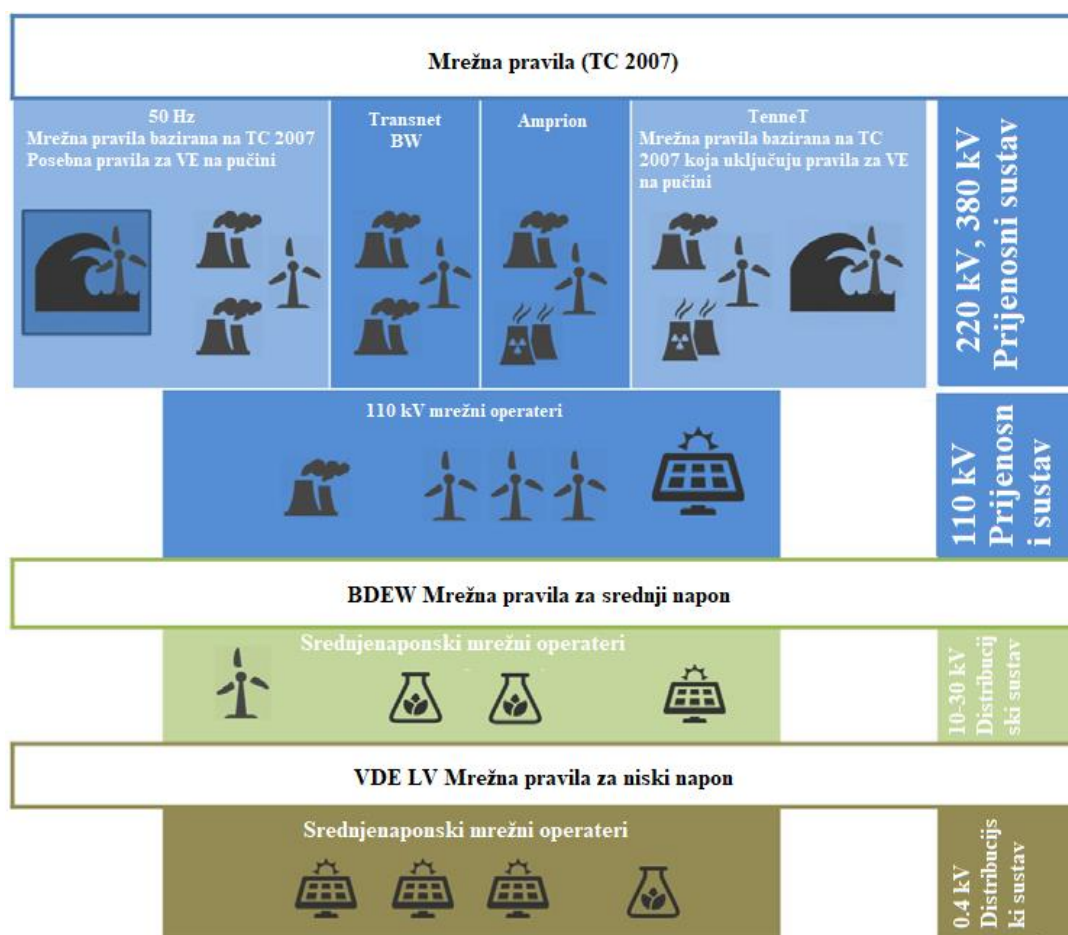 Mrežna pravila (TC 2007)
50 Hz
Mrežna pravila bazirana na TC 2007
Posebna pravila za VE na pučini
Transnet
BW
Amprion
TenneT
Mrežna pravila bazirana na TC
2007 koja uključuju pravila za VE
na pučini
220 kV, 380 kV
Prijenosni sustav
110 kV mrežni operateri
110 kV
Prijenosn
i sustav
BDEW Mrežna pravila za srednji napon
Srednjenaponski mrežni operateri
10-30 kV
Distribucij
ski sustav
VDE LV Mrežna pravila za niski napon
Srednjenaponski mrežni operateri
0.4 kV
Distribucijs
ki sustav